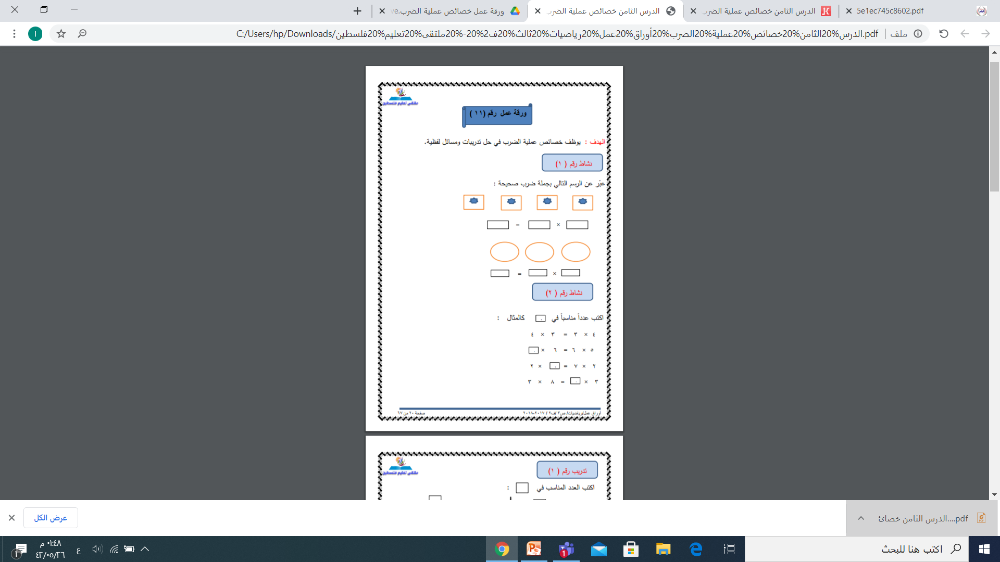 5e1ec745c8602.pdf
الدرس الثامن خصائص عملية الضرب
الدرس الثامن خصائص عملية الضرب
ورقة عمل خصائص عملية الضرب.ve
ملف
C:/Users/hp/Downloads/الدرس%20الثامن%20خصائص%20عملية%20الضرب%20أوراق%20عمل%20رياضيات%20ثالث%20ف2%20-%20ملتقى%20تعليم%20فلسطين.pdf
I
ملتقى تعليم فلسطين
ورقة عمل رقم (١١ )
الهدف : يوظف خصائص عملية الضرب في حل تدريبات ومسائل لفظية.
نشاط رقم ( ١)
عبّر عن الرسم التالي بجملة ضرب صحيحة :
× =
× =
نشاط رقم ( ٢)
اكتب عدداً مناسباً في . كالمثال :
٤ × ٣ = ٣ × ٤
٥ × ٦ = ٦ × .
٢ × ٧ = . × ٢
٣ × . = ٨ × ٣
أوراق عمل/رياضيات/ ص٣ /ف٢ / ٢٠١٧-٢٠١٨
صفحة ٢٠ من ٦٧
ملتقى تعليم فلسطين
تدريب رقم ( ١)
اكتب العدد المناسب في :
الدرس الثامن خصائ....pdf
عرض الكل
اكتب هنا للبحث
1
ع
٠١:٤٨ م
٤٢/٠٥/٢٦
١